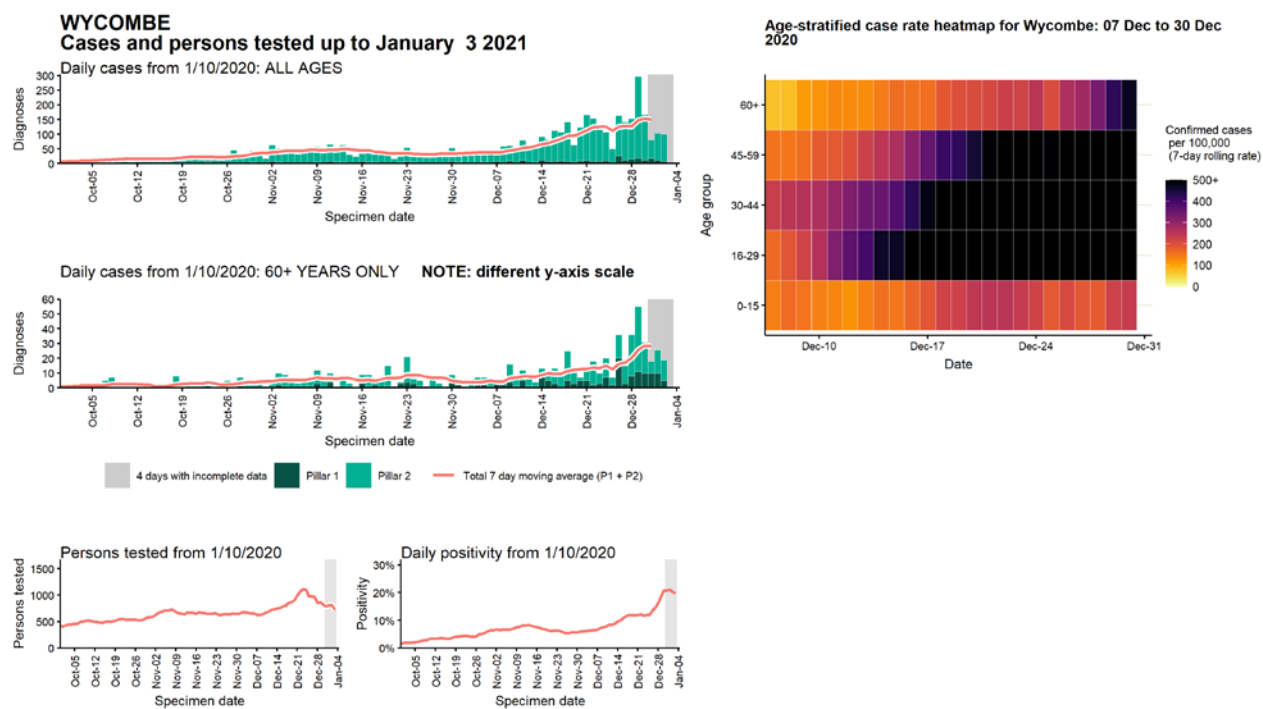 WYCOMBE
Cases and persons tested up to January 3 2021
Daily cases from 1/10/2020: ALL AGES
Diagnoses
300
250
200
150
100
50
0
Oct-05
Oct-12
Oct-19
Oct-26
Nov-02
Nov-09
Nov-16
Nov-23
Nov-30
Dec-07
Dec-14
Dec-21
Dec-28
Jan-04
Specimen date
Daily cases from 1/10/2020: 60+ YEARS ONLY NOTE: different y-axis scale
Diagnoses
60
50
40
30
20
10
0
Oct-05
Oct-12
Oct-19
Oct-26
Nov-02
Nov-09
Nov-16
Nov-23
Nov-30
Dec-07
Dec-14
Dec-21
Dec-28
Jan-04
Specimen date
4 days with incomplete data
Pillar 1
Pillar 2
Total 7 day moving average (P1 + P2)
Persons tested from 1/10/2020
Persons tested
1500
1000
500
0
Oct-05
Oct-12
Oct-19
Oct-26
Nov-02
Nov-09
Nov-16
Nov-23
Nov-30
Dec-07
Dec-14
Dec-21
Dec-28
Jan-04
Specimen date
Daily positivity from 1/10/2020
Positivity
30%
20%
10%
0%
Oct-05
Oct-12
Oct-19
Oct-26
Nov-02
Nov-09
Nov-16
Nov-23
Nov-30
Dec-07
Dec-14
Dec-21
Dec-28
Jan-04
Specimen date
Age-stratified case rate heatmap for Wycombe: 07 Dec to 30 Dec
2020
Age group
60+
45-59
30-44
16-29
0-15
Dec-10
Dec-17
Dec-24
Dec-31
Date
Confirmed cases
per 100,000
(7-day rolling rate)
500+
400
300
200
100
0